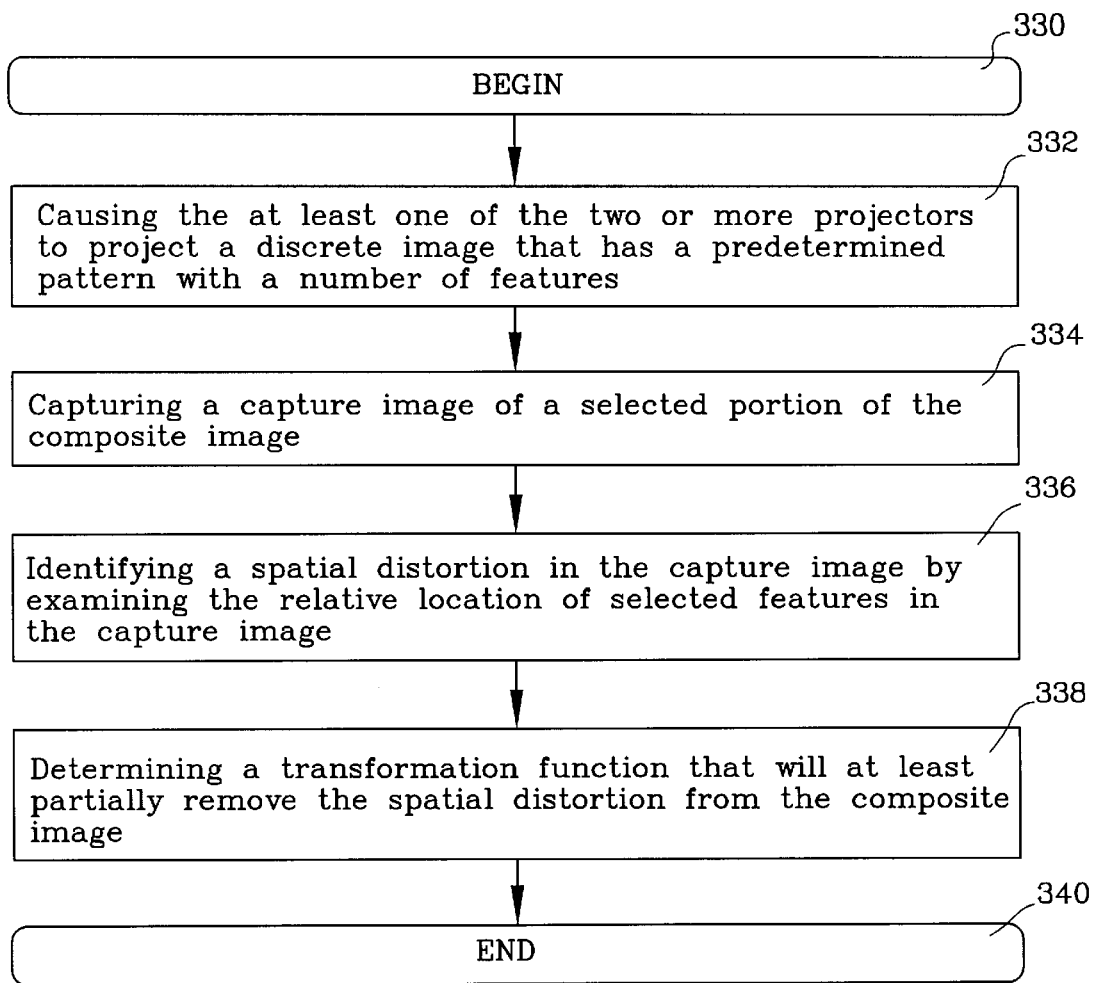 330
BEGIN
332
Causing the at least one of the two or more projectors
to project a discrete image that has a predetermined
pattern with a number of features
334
Capturing a capture image of a selected portion of the
composite image
336
Identifying a spatial distortion in the capture image by
examining the relative location of selected features in
the capture image
338
Determining a transformation function that will at least
partially remove the spatial distortion from the composite
image
340
END